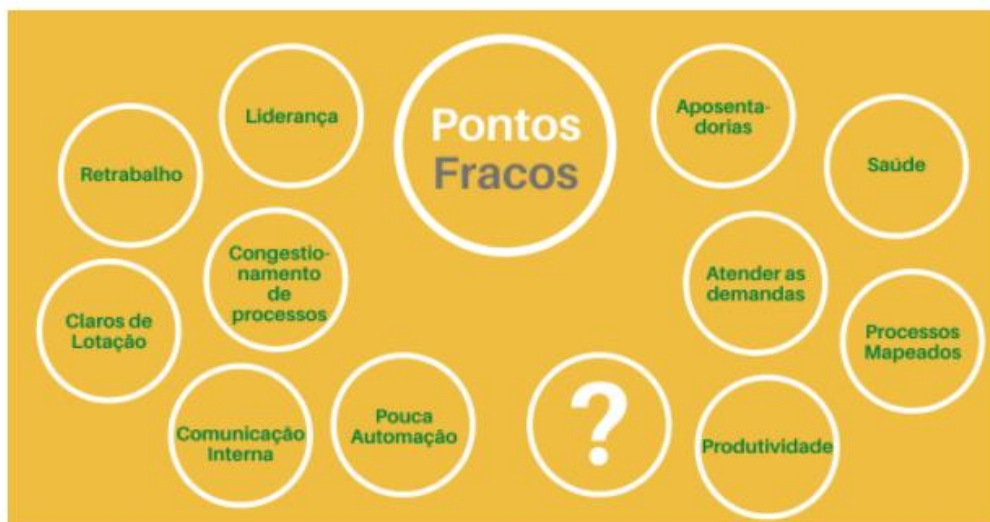 Pontos
Fracos
Liderança
Retrabalho
Congestio-
namento
de
processos
Claros de
Lotação
Comunicação
Interna
Pouca
Automação
?
Aposenta-
dorias
Saúde
Atender as
demandas
Processos
Mapeados
Produtividade